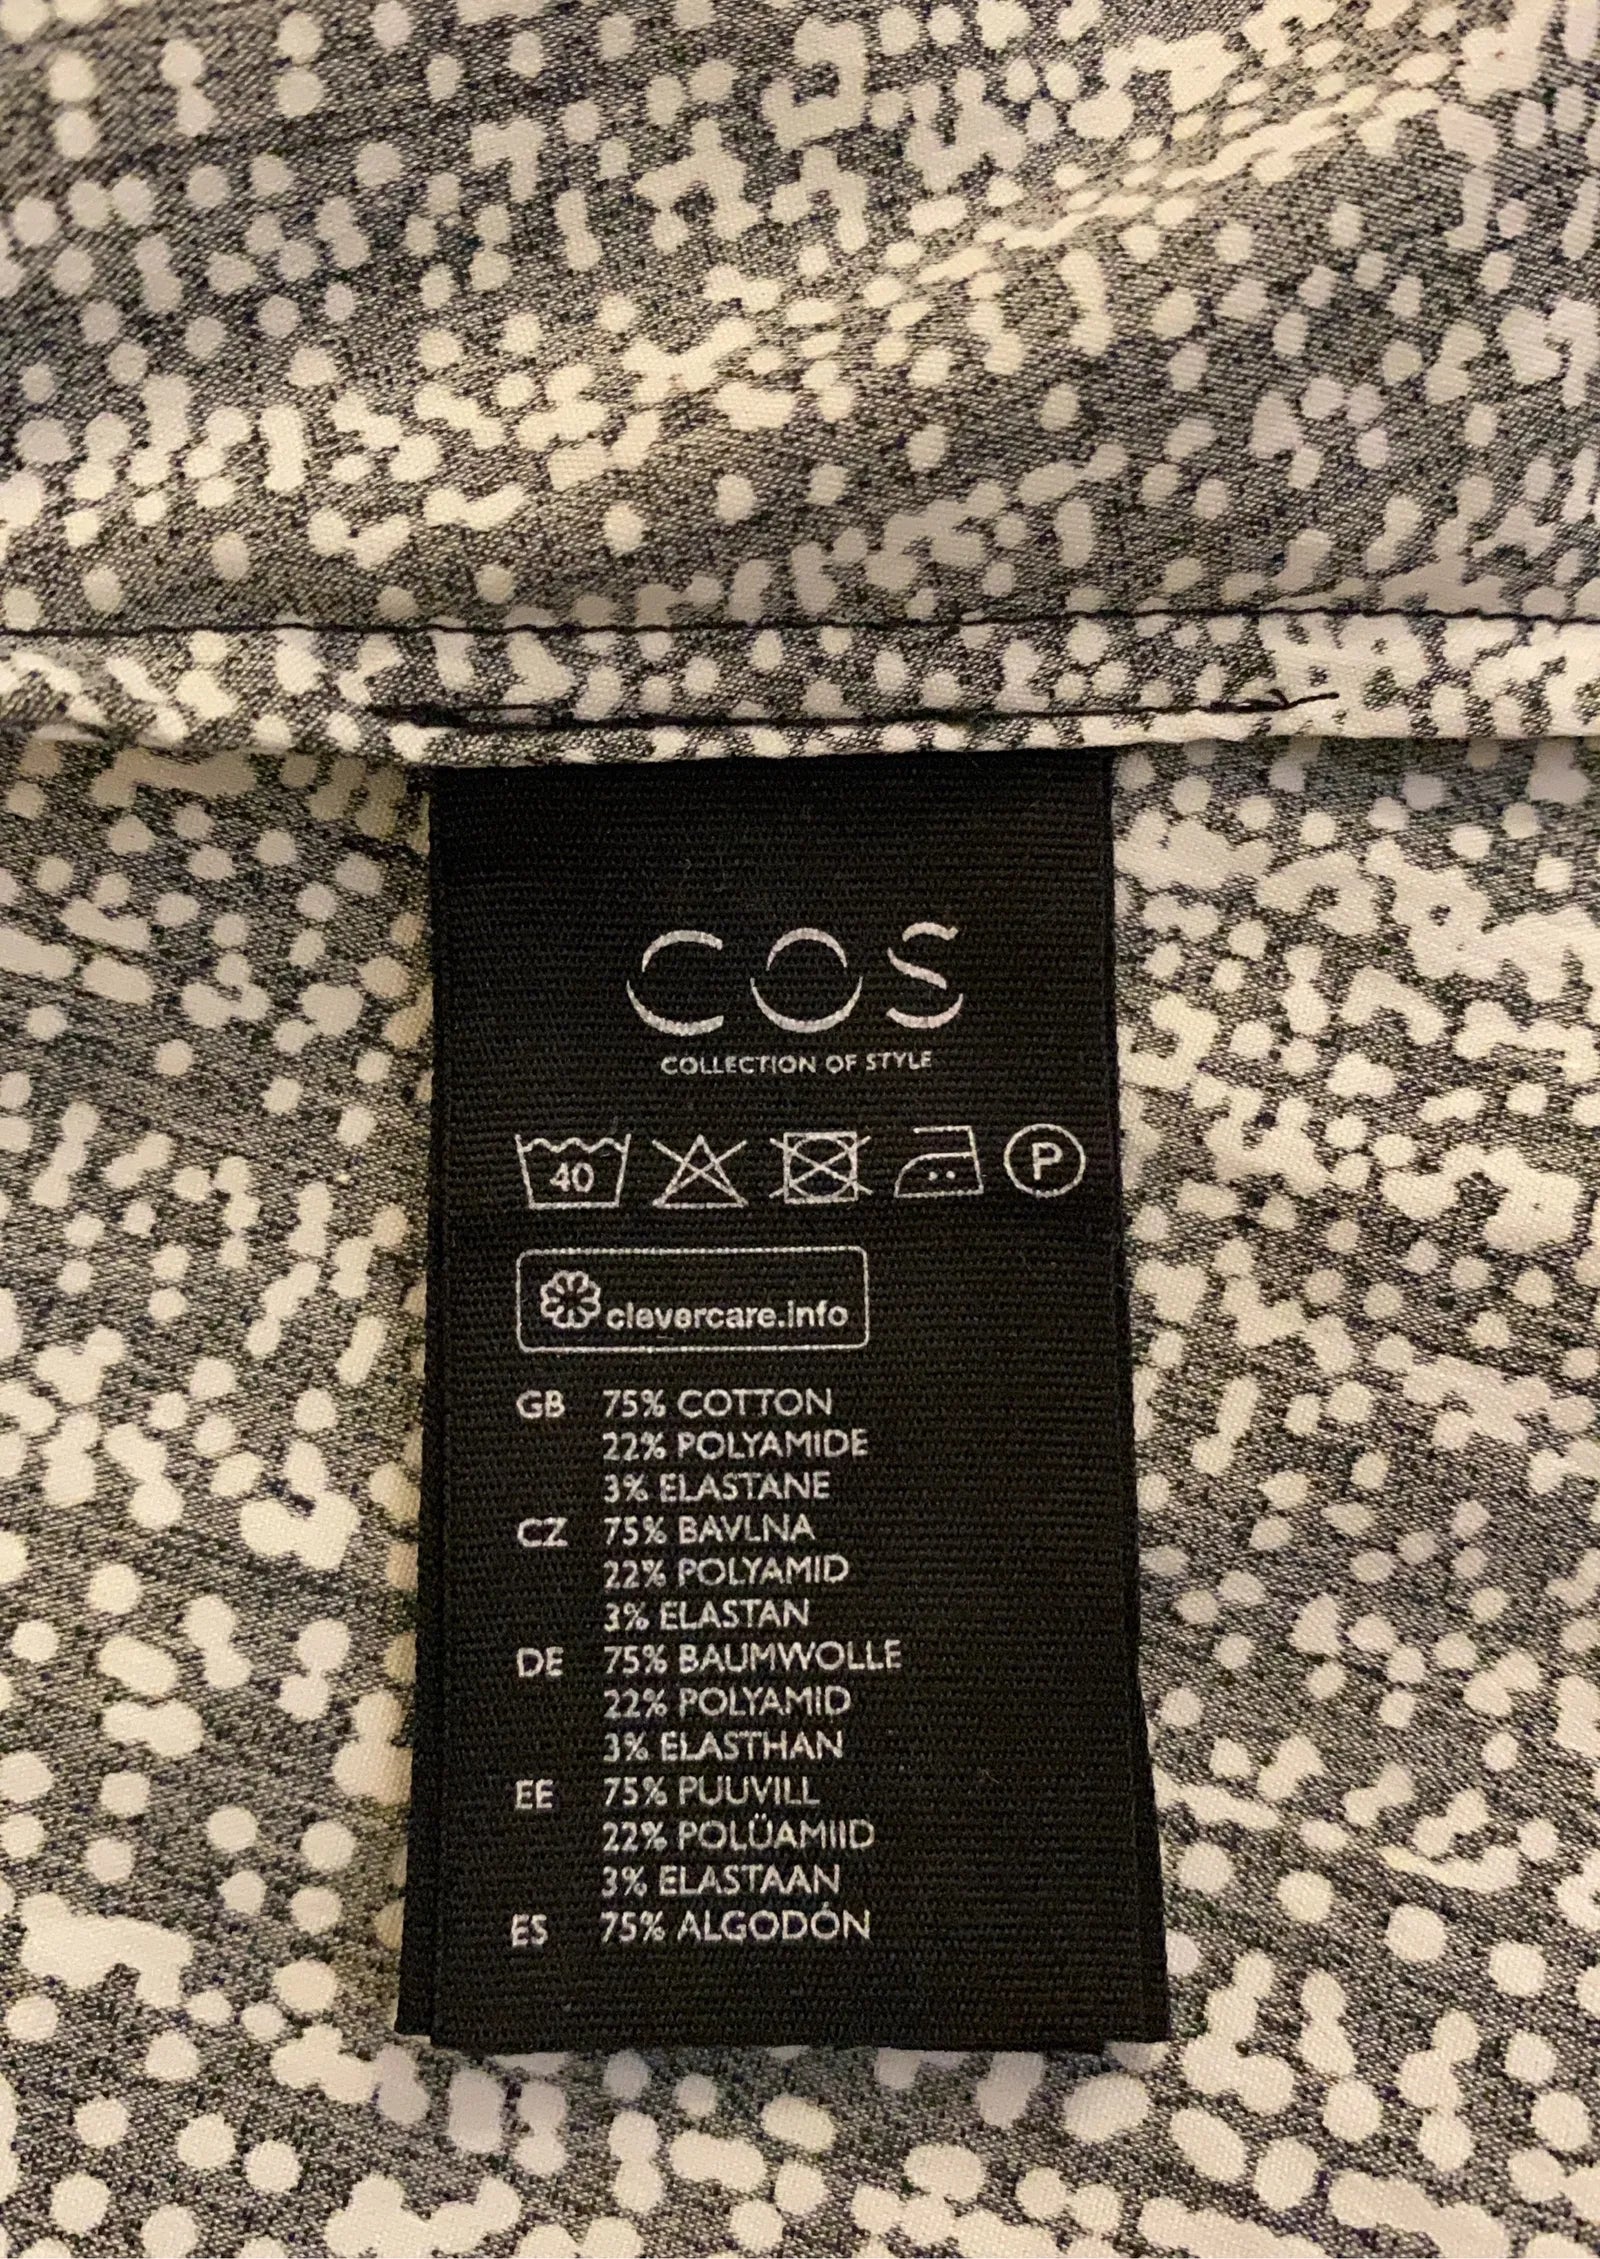 COS
COLLECTION OF STYLE
40 P
clevercare.info
GB 75% COTTON
22% POLYAMIDE
3% ELASTANE
CZ 75% BAVLNA
22% POLYAMID
3% ELASTAN
DE 75% BAUMWOLLE
22% POLYAMID
3% ELASTHAN
EE 75% PUUVILL
22% POLÜAMIID
3% ELASTAAN
ES 75% ALGODÓN